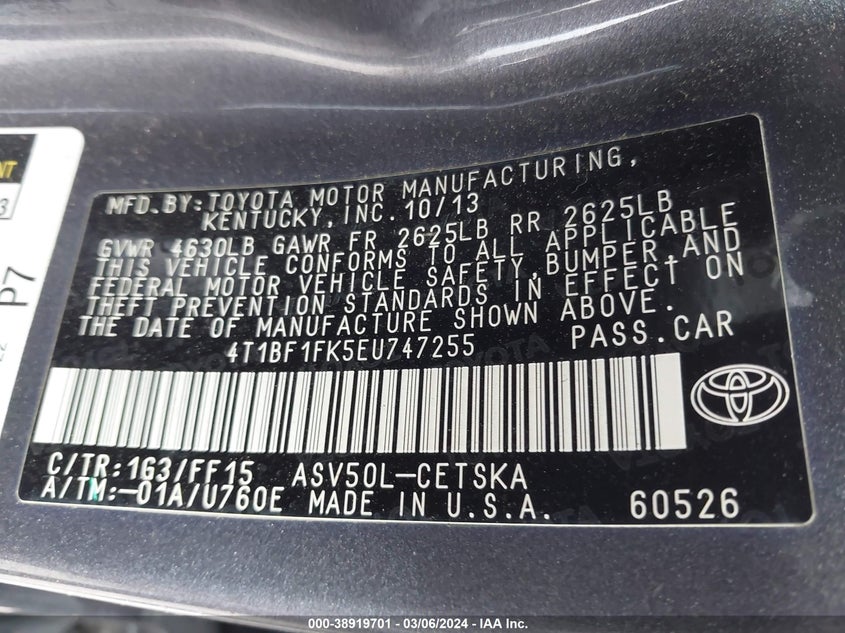 NT
3
P7
MFD.BY:TOYOTA MOTOR MANUFACTURING,
KENTUCKY,INC.10/13
GVWR 4630LB GAWR FR 2625LB RR 2625LB
THIS VEHICLE CONFORMS TO ALL APPLICABLE
FEDERAL MOTOR VEHICLE SAFETY,BUMPER,AND
THEFT PREVENTION STANDARDS IN EFFECT ON
THE DATE OF MANUFACTURE SHOWN ABOVE.
4T1BF1FK5EU747255 PASS.CAR
C/TR:1G3/FF15 ASV50L-CETSKA
A/TM:-01A/U760E MADE IN U.S.A. 60526
000-38919701 - 03/06/2024 - IAA Inc.